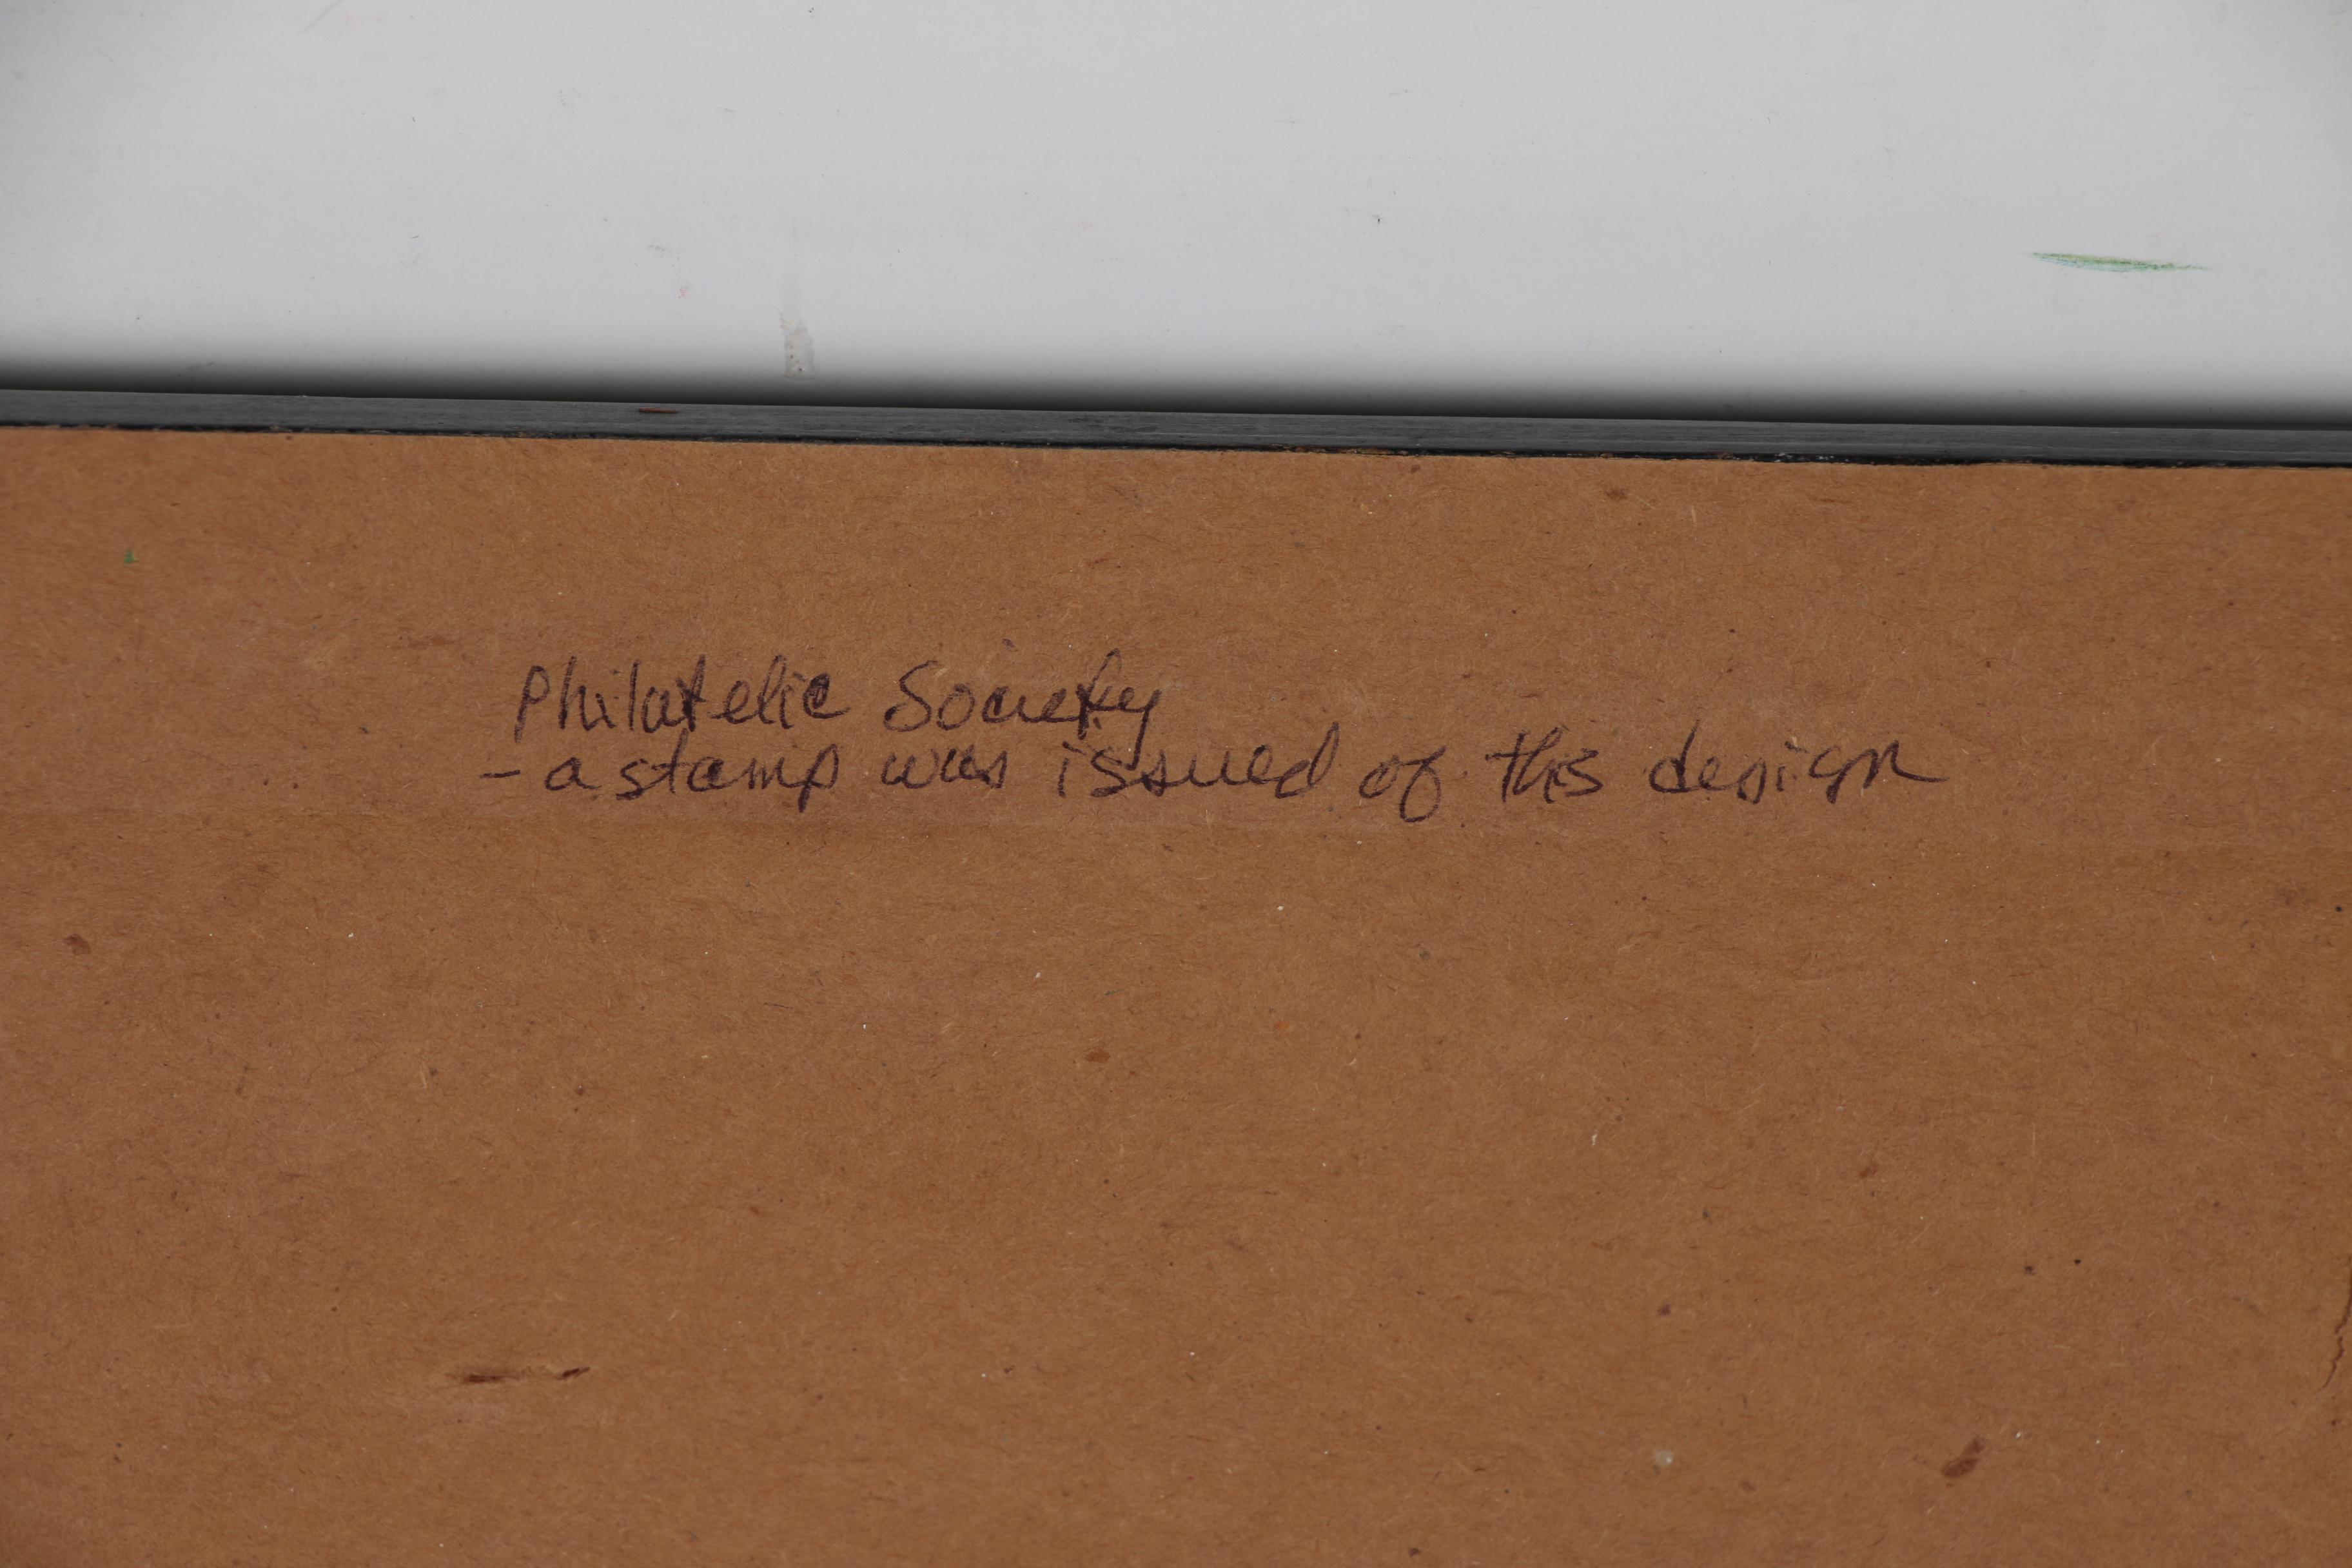 Philatelic Society
- a stamp was issued of this design